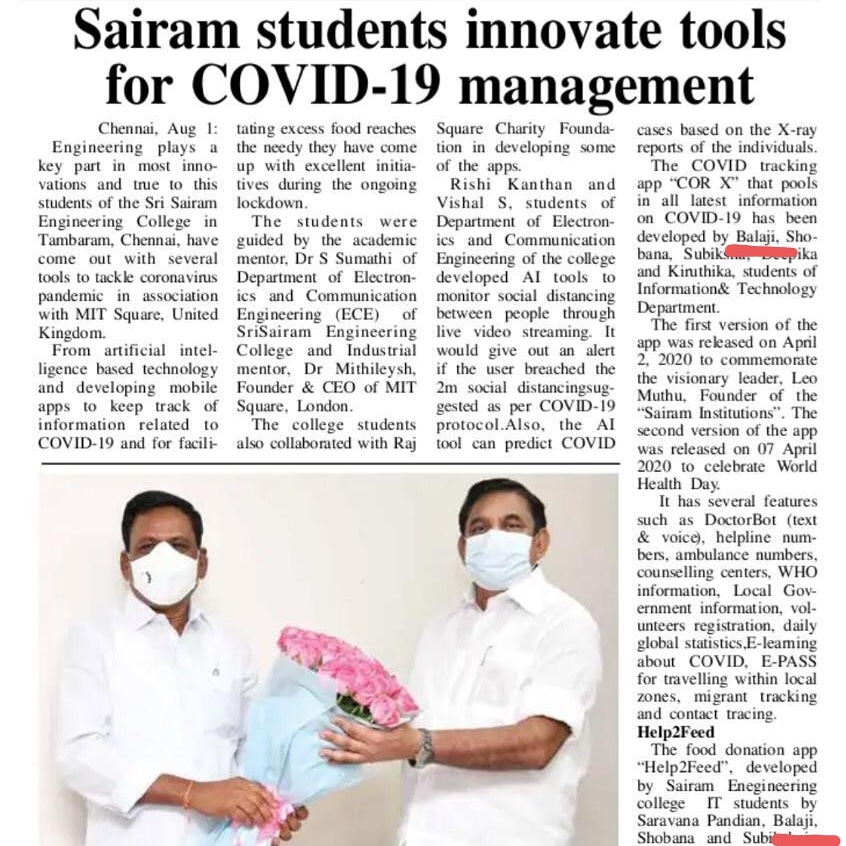 Sairam students innovate tools
for COVID-19 management
Chennai, Aug 1:
Engineering plays a
key part in most inno-
vations and true to this
students of the Sri Sairam
Engineering College in
Tambaram, Chennai, have
come out with several
tools to tackle coronavirus
pandemic in association
with MIT Square, United
Kingdom.
From artificial intel-
ligence based technology
and developing mobile
apps to keep track of
information related to
COVID-19 and for facili-
tating excess food reaches
the needy they have come
up with excellent initia-
tives during the ongoing
lockdown.
The students were
guided by the academic
mentor, Dr S Sumathi of
Department of Electron-
ics and Communication
Engineering (ECE) of
SriSairam Engineering
College and Industrial
mentor, Dr Mithileysh,
Founder & CEO of MIT
Square, London.
The college students
also collaborated with Raj
Square Charity Founda-
tion in developing some
of the apps.
Rishi Kanthan and
Vishal S, students of
Department of Electron-
ics and Communication
Engineering of the college
developed AI tools to
monitor social distancing
between people through
live video streaming. It
would give out an alert
if the user breached the
2m social distancingsug-
gested as per COVID-19
protocol.Also, the AI
tool can predict COVID
cases based on the X-ray
reports of the individuals.
The COVID tracking
app “COR X” that pools
in all latest information
on COVID-19 has been
developed by Balaji, Sho-
bana,
and Kiruthika, students of
Information& Technology
Department.
The first version of the
app was released on April
2, 2020 to commemorate
the visionary leader, Leo
Muthu, Founder of the
“Sairam Institutions”. The
second version of the app
was released on 07 April
2020 to celebrate World
Health Day.
It has several features
such as DoctorBot (text
& voice), helpline num-
bers, ambulance numbers,
counselling centers, WHO
information, Local Gov-
ernment information, vol-
unteers registration, daily
global statistics,E-learning
about COVID, E-PASS
for travelling within local
zones, migrant tracking
and contact tracing.
Help2Feed
The food donation app
“Help2Feed”, developed
by Sairam Enegineering
college IT students by
Saravana Pandian, Balaji,
Shobana and